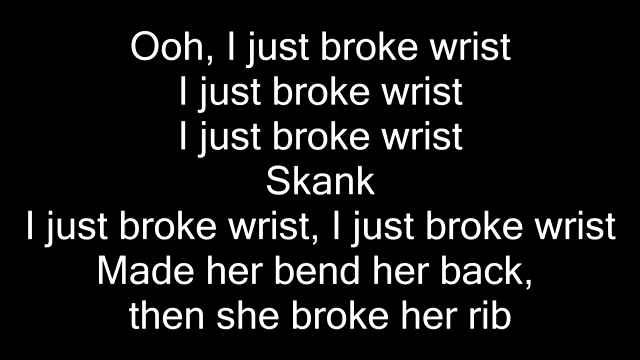 Ooh, I just broke wrist
I just broke wrist
I just broke wrist
Skank
I just broke wrist, I just broke wrist
Made her bend her back,
then she broke her rib